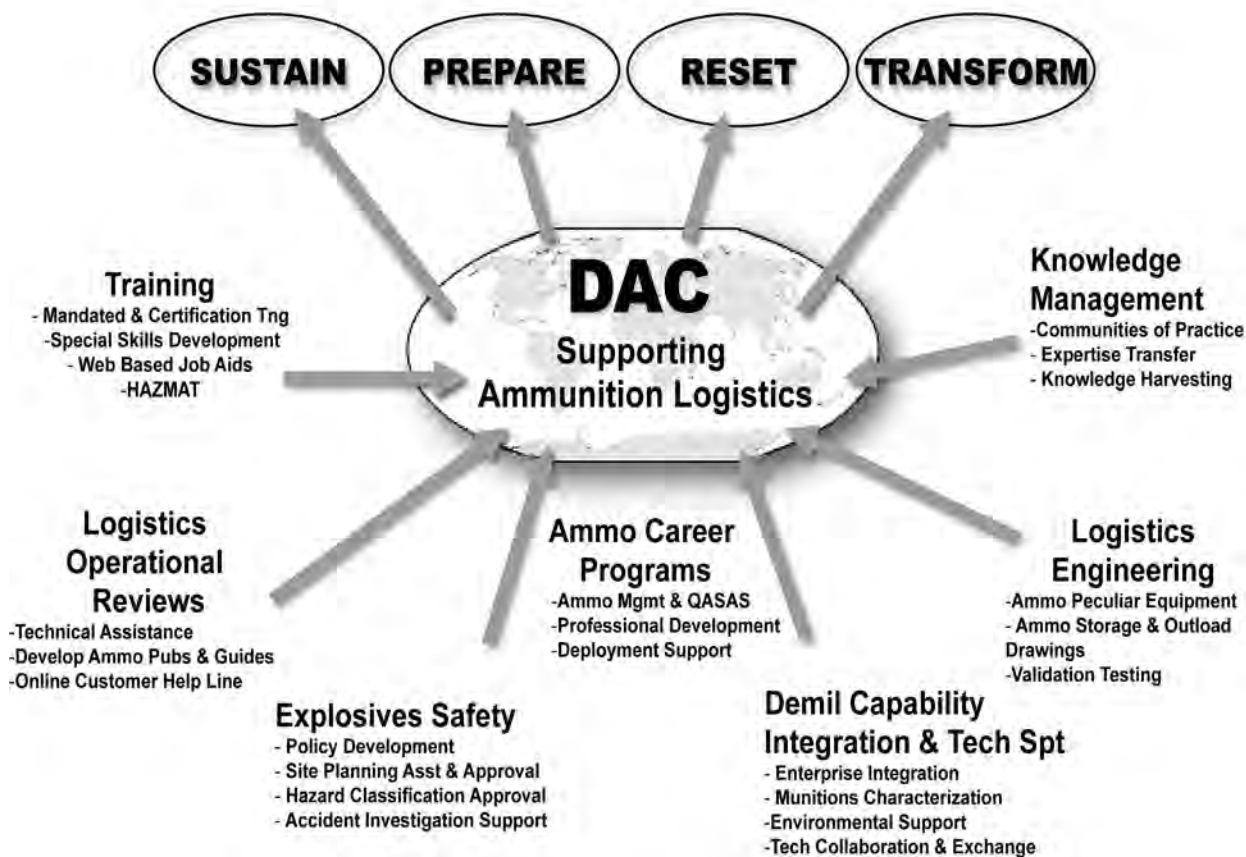 SUSTAIN
PREPARE
RESET
TRANSFORM
DAC
Supporting
Ammunition Logistics
Training
- Mandated & Certification Tng
-Special Skills Development
- Web Based Job Aids
-HAZMAT
Knowledge
Management
-Communities of Practice
- Expertise Transfer
- Knowledge Harvesting
Logistics
Operational
Reviews
-Technical Assistance
-Develop Ammo Pubs & Guides
-Online Customer Help Line
Ammo Career
Programs
-Ammo Mgmt & QASAS
-Professional Development
-Deployment Support
Logistics
Engineering
-Ammo Peculiar Equipment
- Ammo Storage & Outload
Drawings
-Validation Testing
Explosives Safety
- Policy Development
- Site Planning Asst & Approval
- Hazard Classification Approval
- Accident Investigation Support
Demil Capability
Integration & Tech Spt
- Enterprise Integration
- Munitions Characterization
-Environmental Support
-Tech Collaboration & Exchange